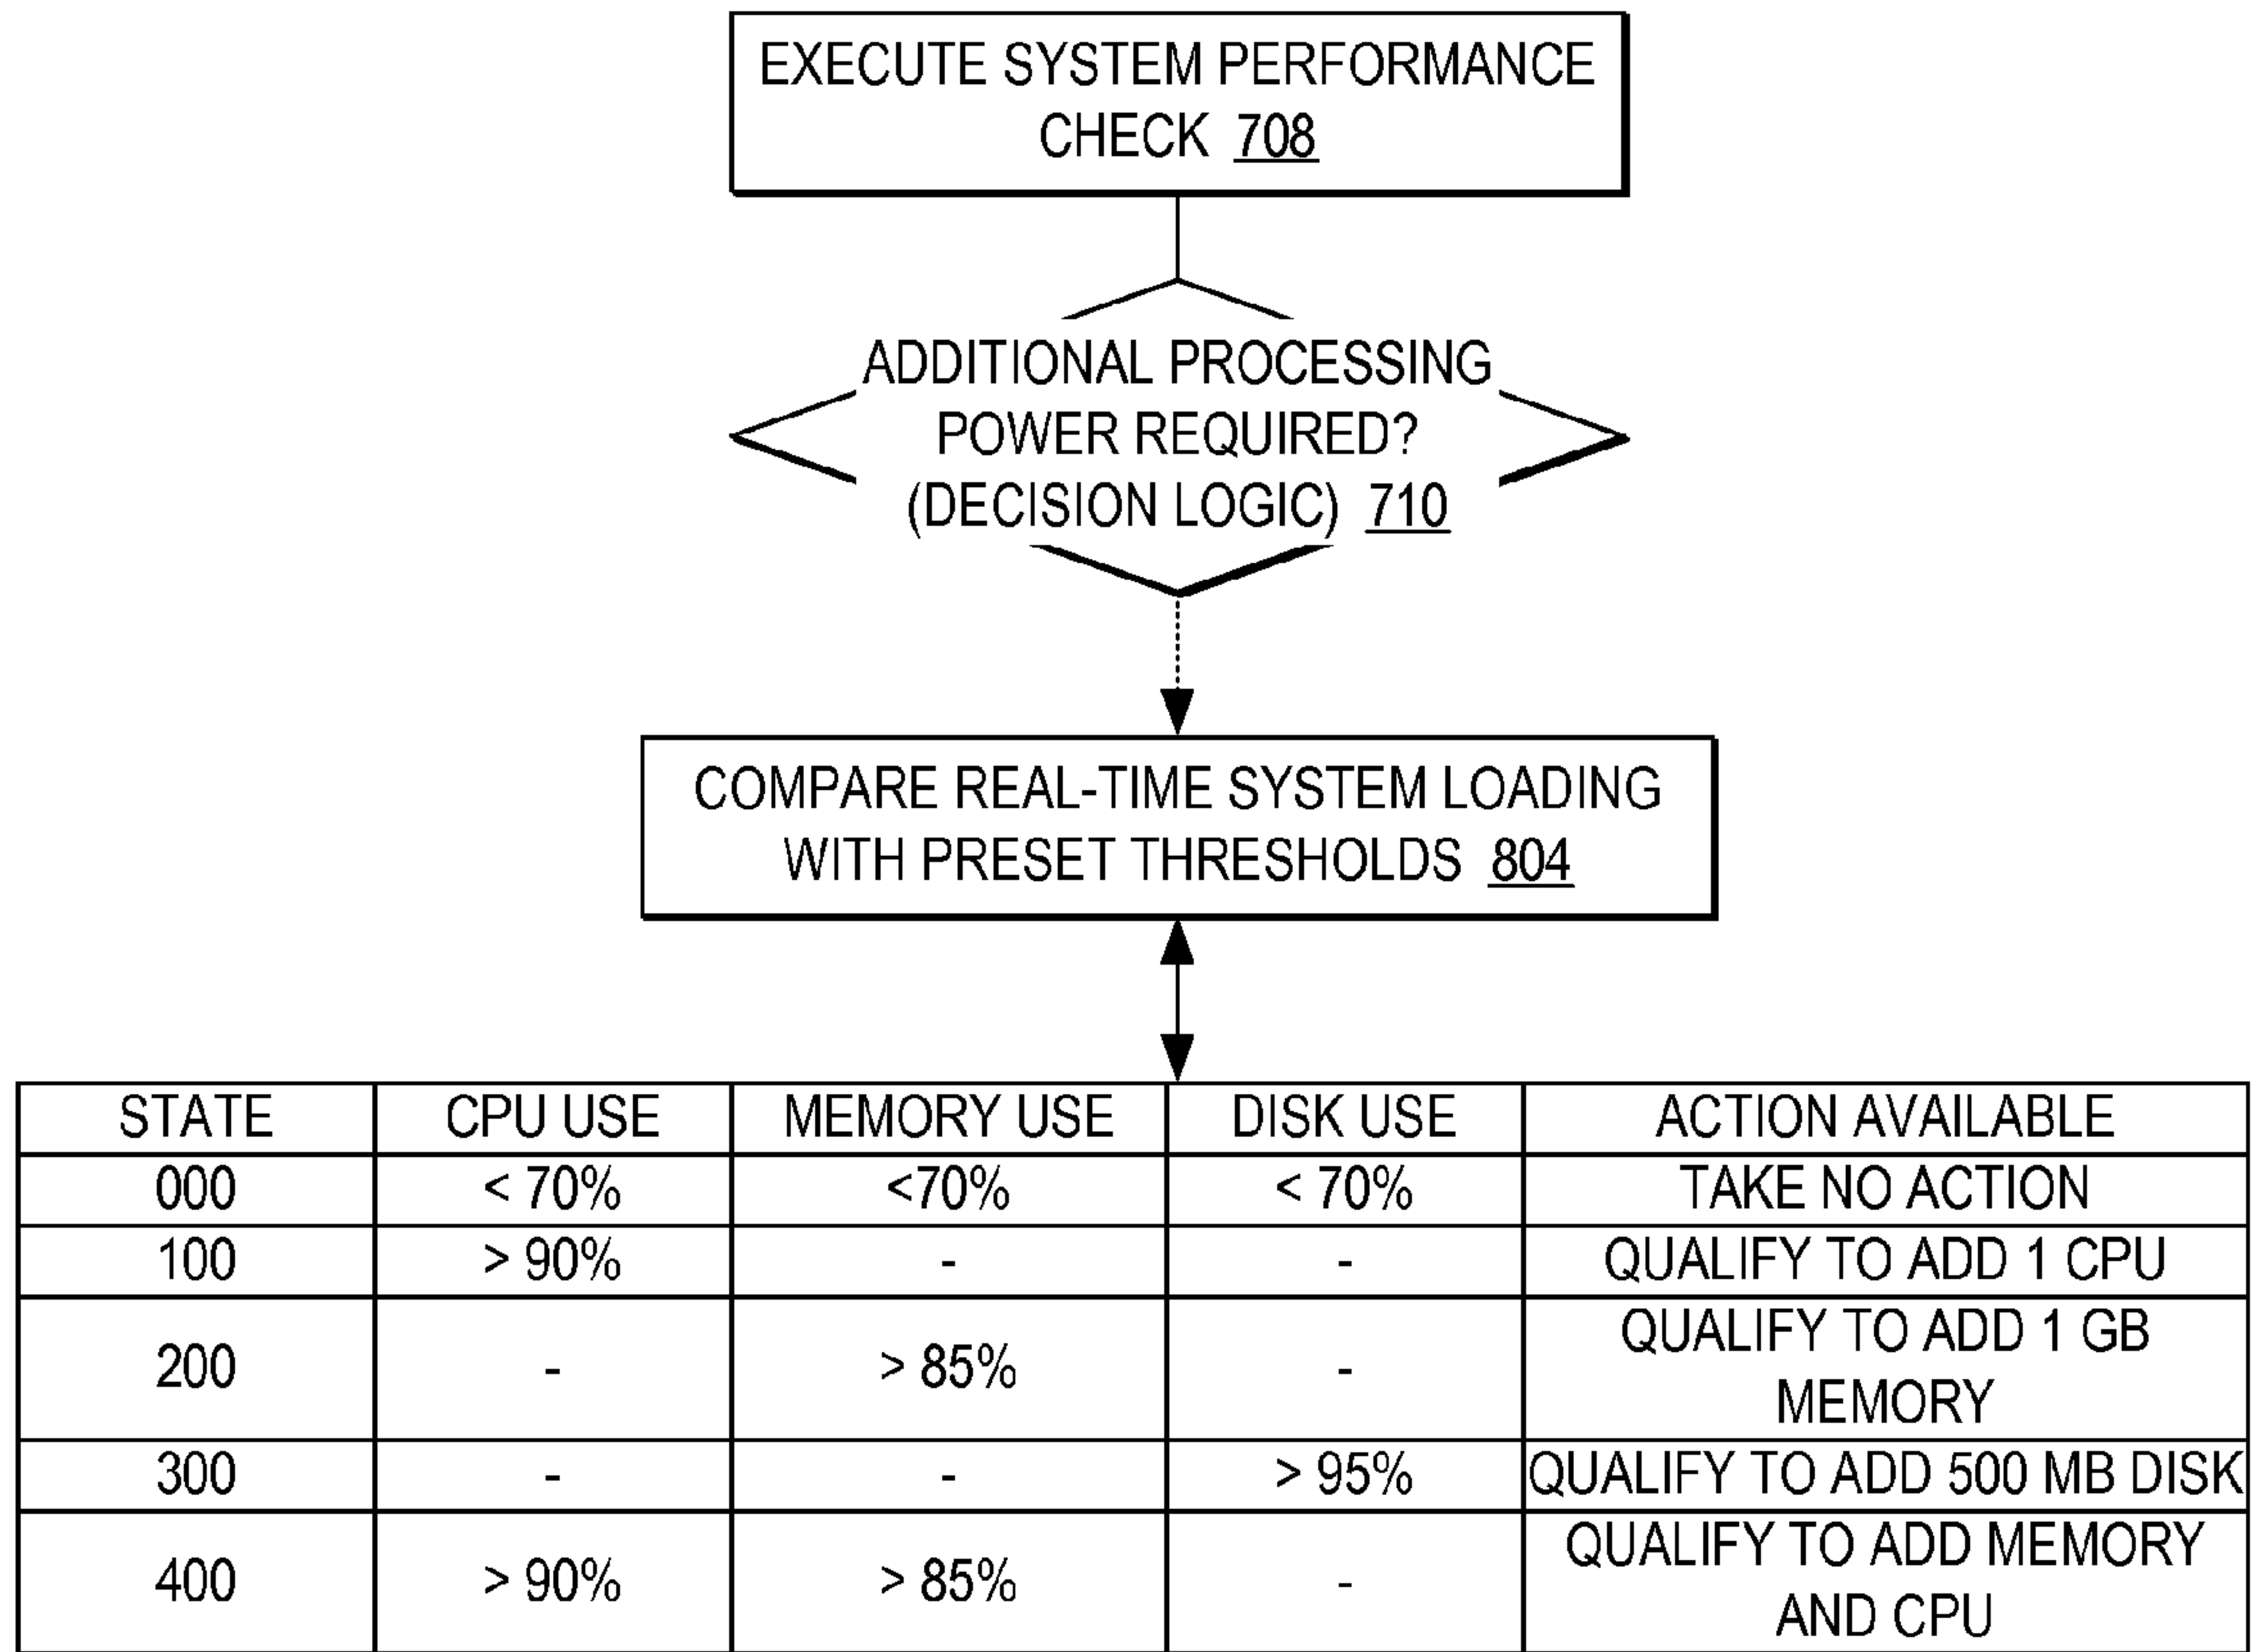 EXECUTE SYSTEM PERFORMANCE
CHECK 708
ADDITIONAL PROCESSING
POWER REQUIRED?
(DECISION LOGIC) 710
COMPARE REAL-TIME SYSTEM LOADING
WITH PRESET THRESHOLDS 804
STATE CPU USE MEMORY USE DISK USE ACTION AVAILABLE
000 < 70% <70% < 70% TAKE NO ACTION
100 > 90% - - QUALIFY TO ADD 1 CPU
200 - > 85% - QUALIFY TO ADD 1 GB
MEMORY
300 - - > 95% QUALIFY TO ADD 500 MB DISK
400 > 90% > 85% - QUALIFY TO ADD MEMORY
AND CPU